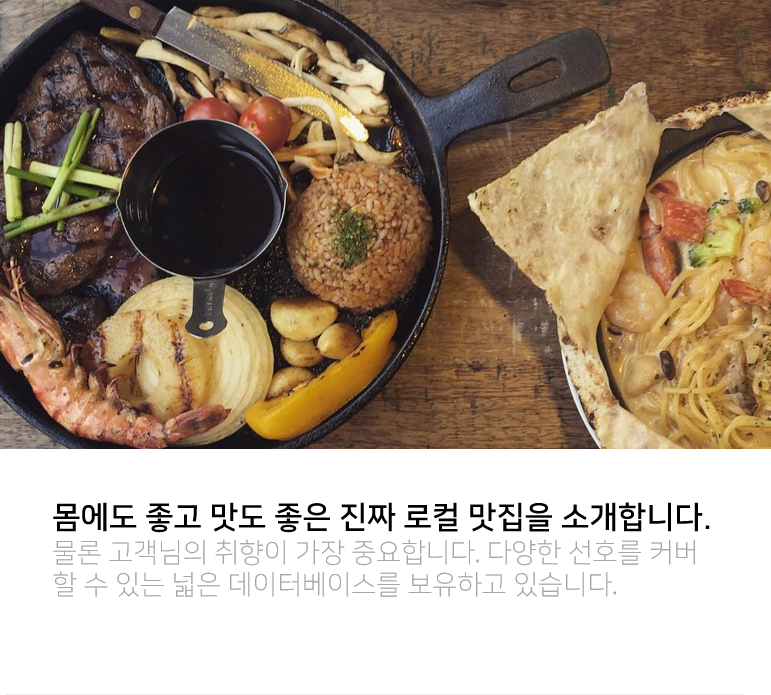 몸에도 좋고 맛도 좋은 진짜 로컬 맛집을 소개합니다.
물론 고객님의 취향이 가장 중요합니다. 다양한 선호를 커버
할 수 있는 넓은 데이터베이스를 보유하고 있습니다.